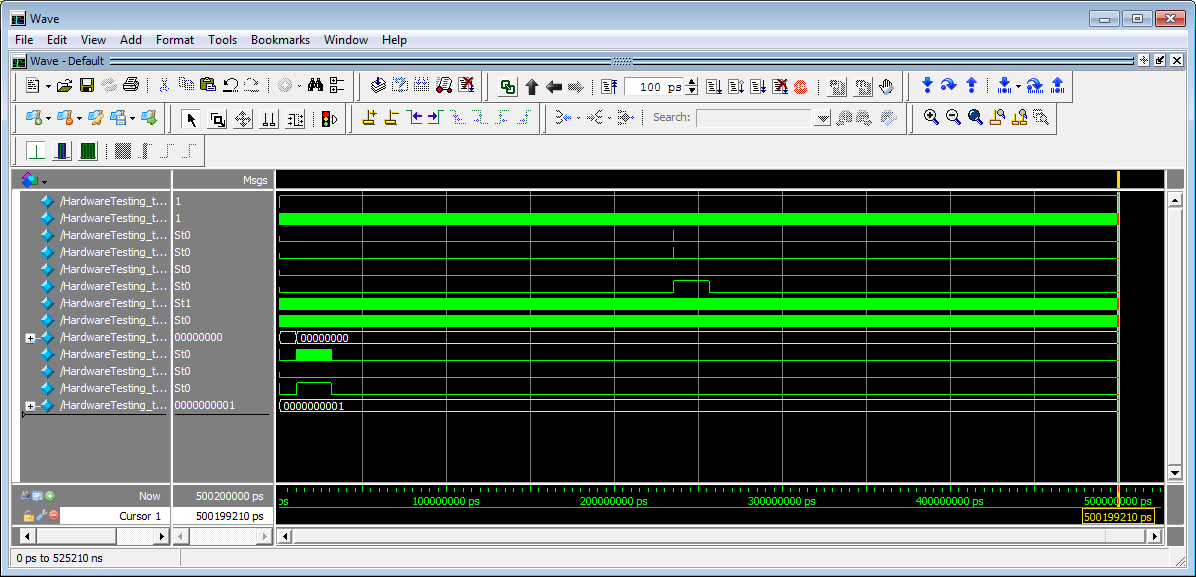 Wave
File Edit View Add Format Tools Bookmarks Window Help
Wave - Default
100 ps
Search:
Msgs
/HardwareTesting_t... 1
/HardwareTesting_t... 1
/HardwareTesting_t... St0
/HardwareTesting_t... St0
/HardwareTesting_t... St0
/HardwareTesting_t... St0
/HardwareTesting_t... St1
/HardwareTesting_t... St0
/HardwareTesting_t... 00000000 00000000
/HardwareTesting_t... St0
/HardwareTesting_t... St0
/HardwareTesting_t... St0
/HardwareTesting_t... 0000000001 0000000001
Now 500200000 ps ps 100000000 ps 200000000 ps 300000000 ps 400000000 ps 500000000 ps
Cursor 1 500199210 ps 500199210 ps
0 ps to 525210 ns